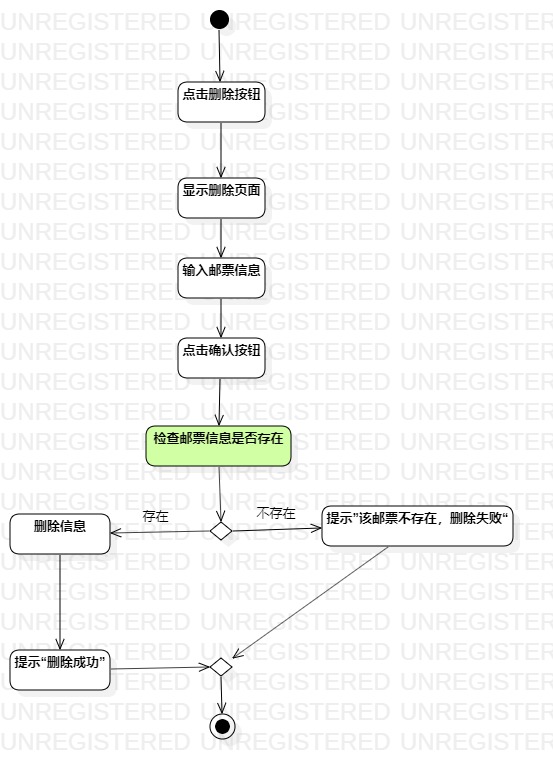 点击删除按钮
显示删除页面
输入邮票信息
点击确认按钮
检查邮票信息是否存在
存在
不存在
删除信息
提示”该邮票不存在，删除失败“
提示“删除成功”
UNREGISTERED